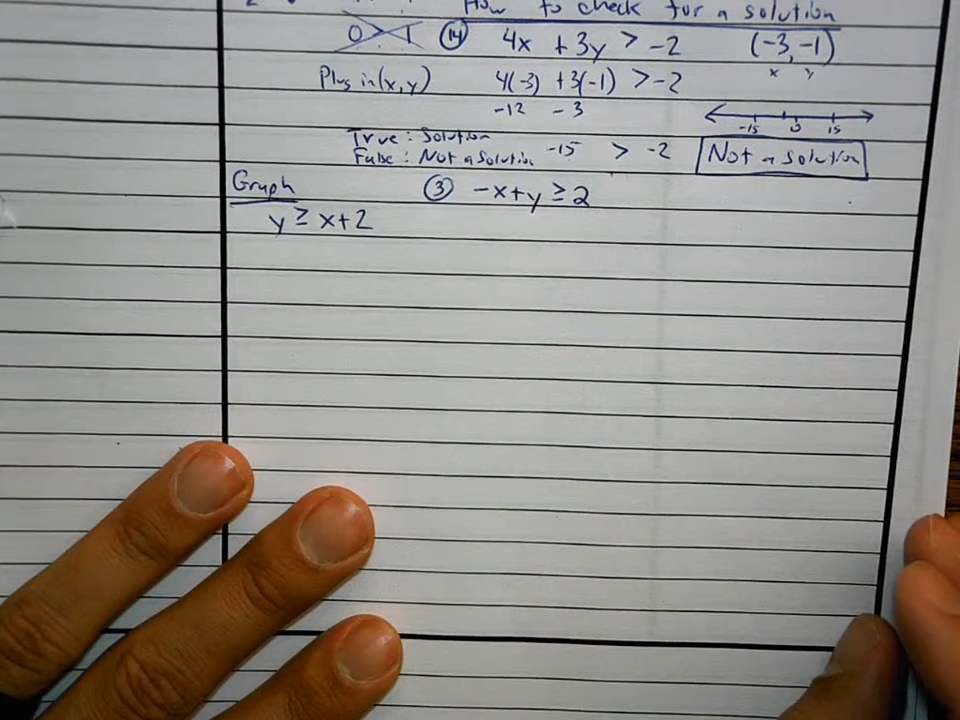 How to check for a solution
0 > 1 (14) 4x + 3y > -2 (-3, -1)
x y
Plug in (x, y) 4(-3) + 3(-1) > -2
-12 - 3
-15 0 15
True : Solution
False : Not a Solution -15 > -2 Not a solution
Graph (3) -x+y ≥ 2
y ≥ x+2